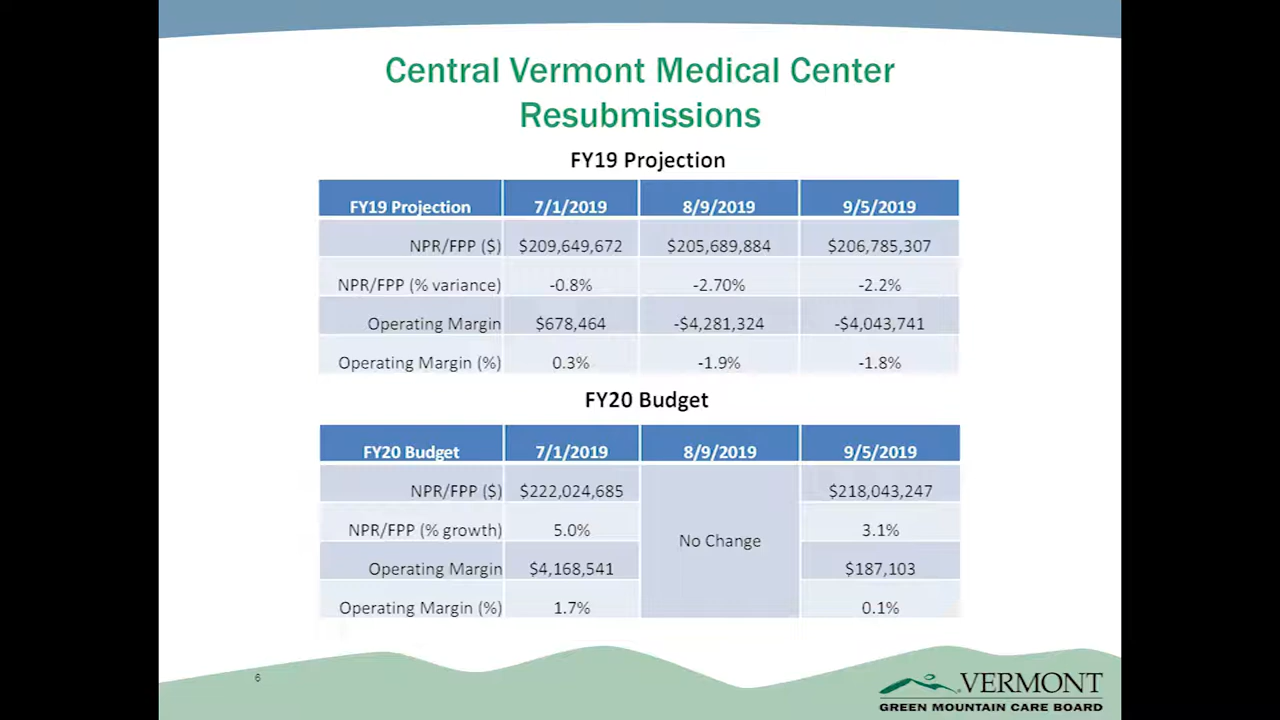 Central Vermont Medical Center
Resubmissions
FY19 Projection
FY19 Projection 7/1/2019 8/9/2019 9/5/2019
NPR/FPP ($) $209,649,672 $205,689,884 $206,785,307
NPR/FPP (% variance) -0.8% -2.70% -2.2%
Operating Margin $678,464 -$4,281,324 -$4,043,741
Operating Margin (%) 0.3% -1.9% -1.8%
FY20 Budget
FY20 Budget 7/1/2019 8/9/2019 9/5/2019
NPR/FPP ($) $222,024,685 $218,043,247
NPR/FPP (% growth) 5.0% 3.1%
No Change
Operating Margin $4,168,541 $187,103
Operating Margin (%) 1.7% 0.1%
6
VERMONT
GREEN MOUNTAIN CARE BOARD